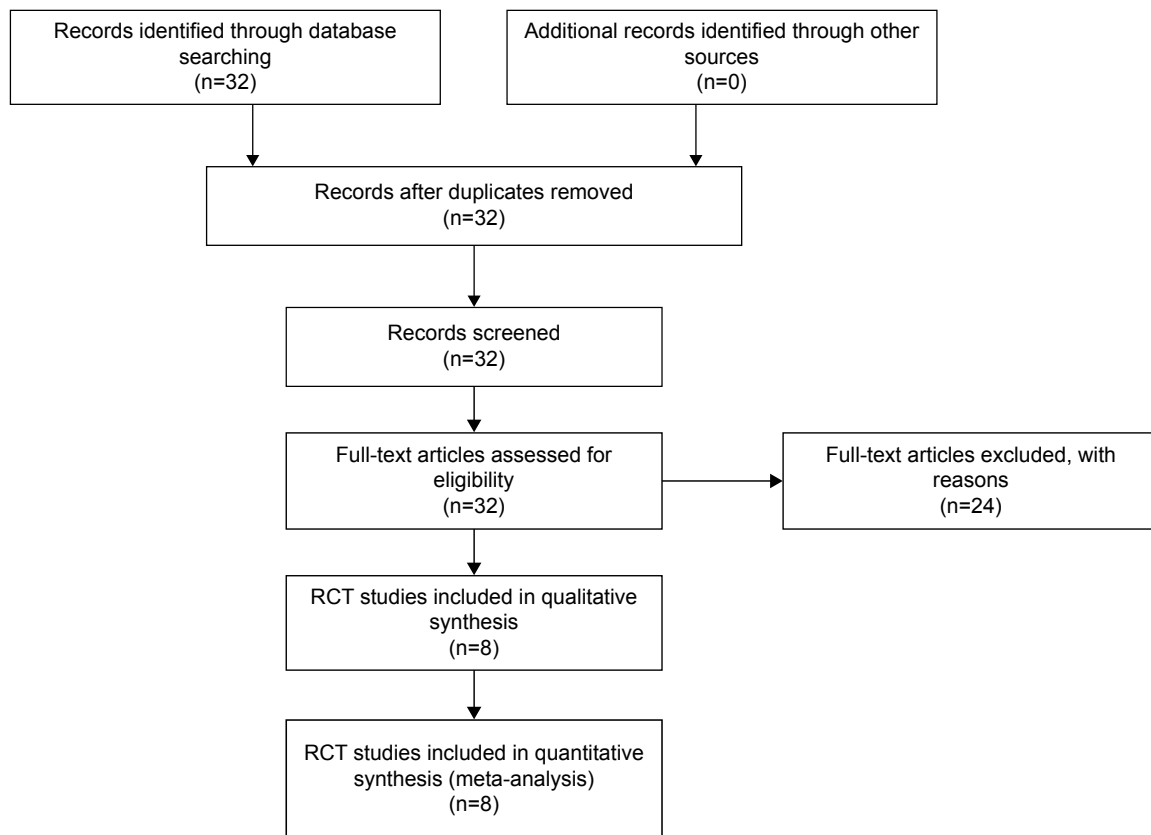 Records identified through database
searching
(n=32)
Additional records identified through other
sources
(n=0)
Records after duplicates removed
(n=32)
Records screened
(n=32)
Full-text articles assessed for
eligibility
(n=32)
Full-text articles excluded, with
reasons
(n=24)
RCT studies included in qualitative
synthesis
(n=8)
RCT studies included in quantitative
synthesis (meta-analysis)
(n=8)